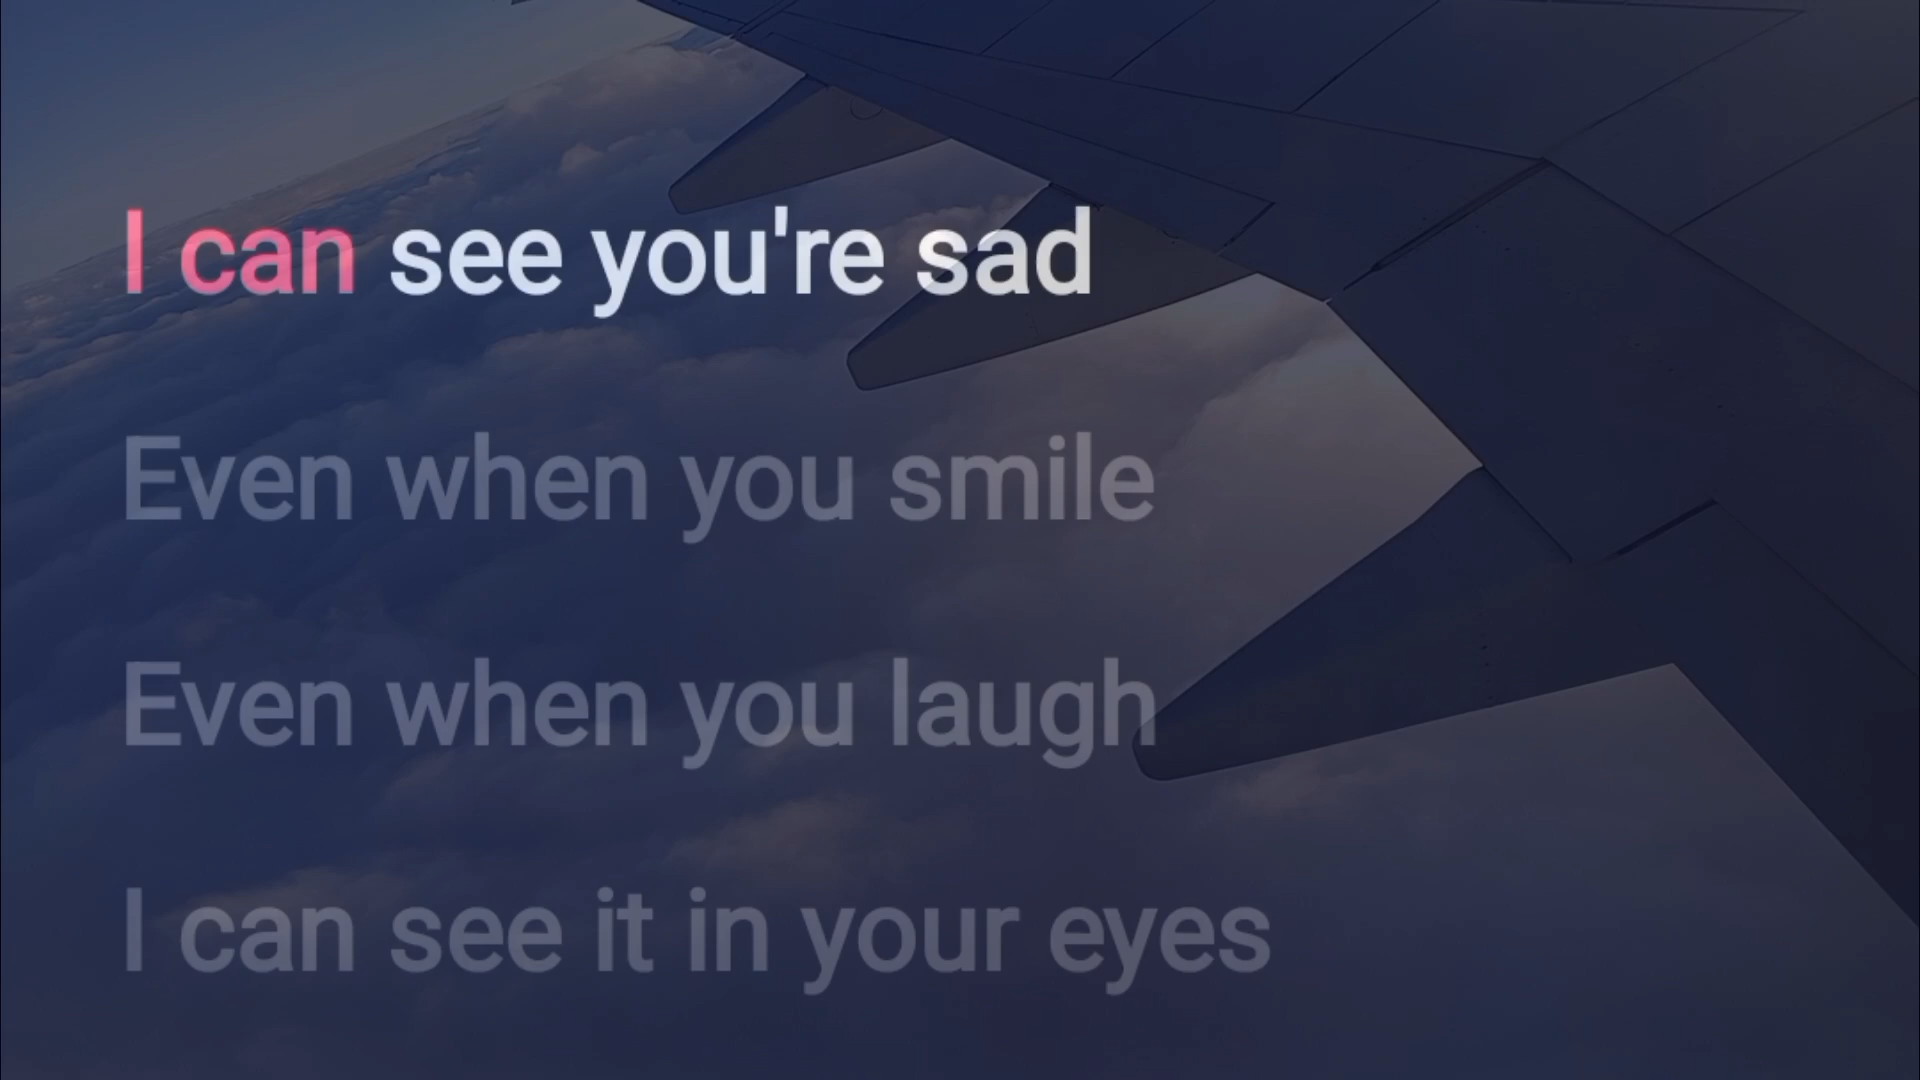 I can see you're sad
Even when you smile
Even when you laugh
I can see it in your eyes